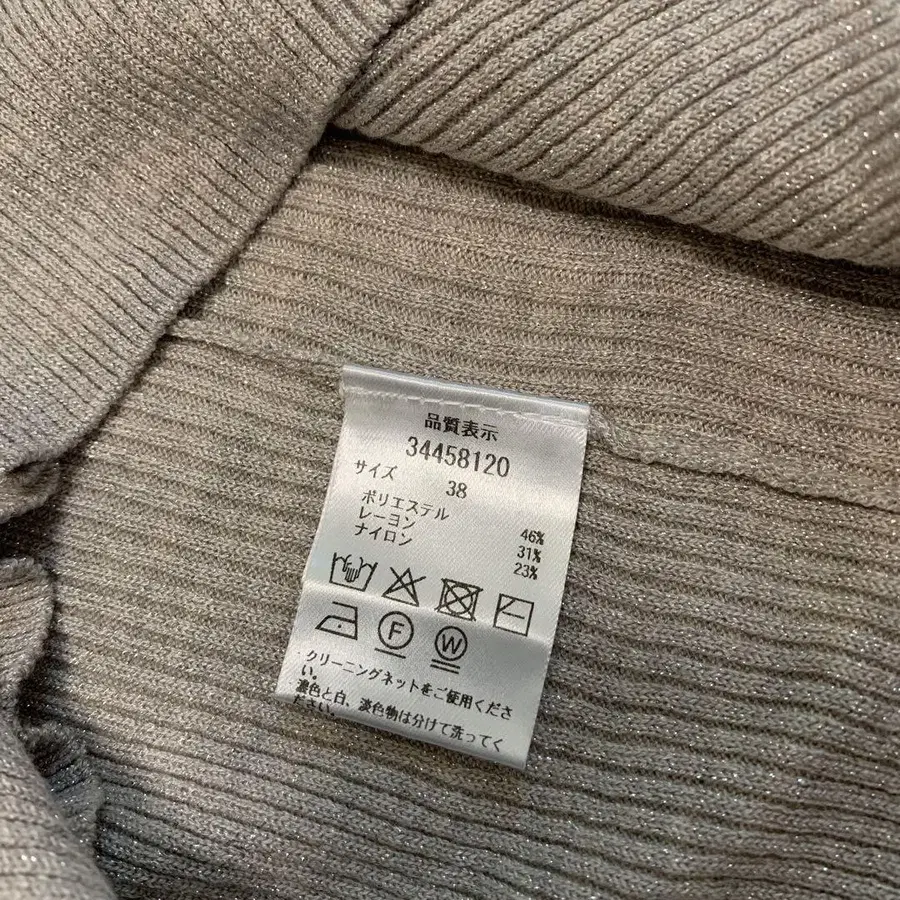 品質表示
34458120
サイズ
38
ポリエステル 46%
レーヨン 31%
ナイロン 23%
F W
クリーニングネットをご使用くださ
い。
濃色と白、淡色物は分けて洗ってく
ださい。